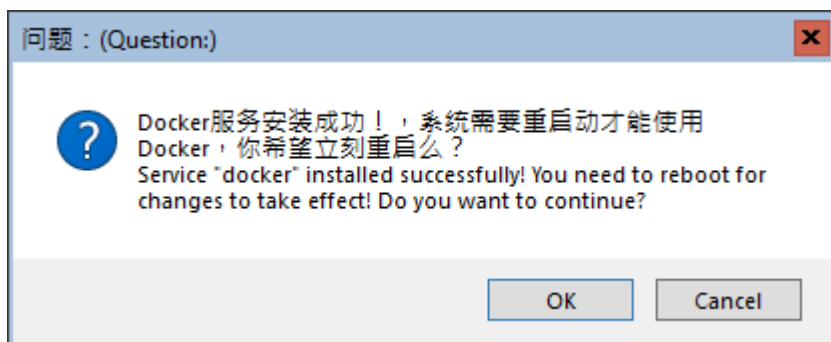 问题：(Question:)
Docker服务安装成功！，系统需要重启动才能使用
Docker，你希望立刻重启么？
Service "docker" installed successfully! You need to reboot for
changes to take effect! Do you want to continue?
OK
Cancel